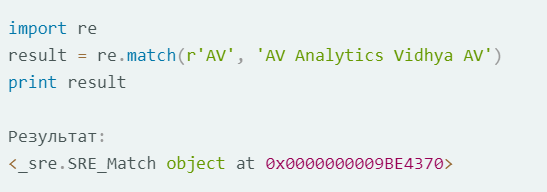 import re
result = re.match(r'AV', 'AV Analytics Vidhya AV')
print result
Результат:
<_sre.SRE_Match object at 0x0000000009BE4370>